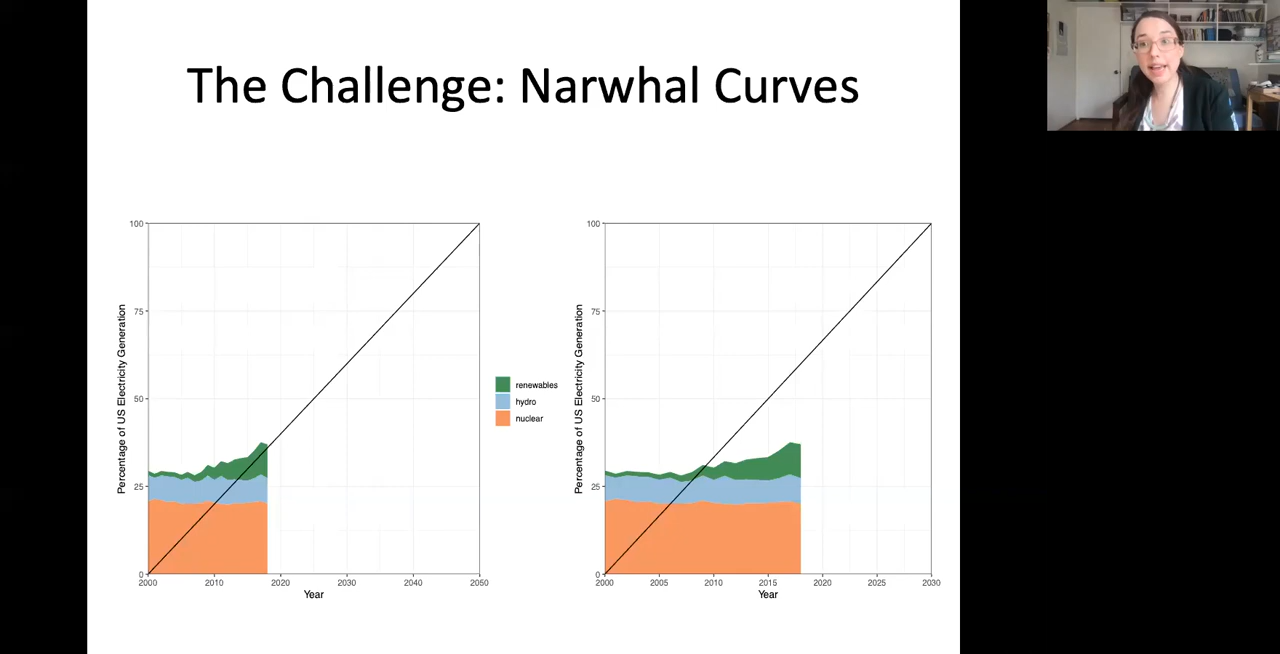 The Challenge: Narwhal Curves
Percentage of US Electricity Generation
100
75
50
25
0
2000 2010 2020 2030 2040 2050
Year
renewables
hydro
nuclear
Percentage of US Electricity Generation
100
75
50
25
0
2000 2005 2010 2015 2020 2025 2030
Year